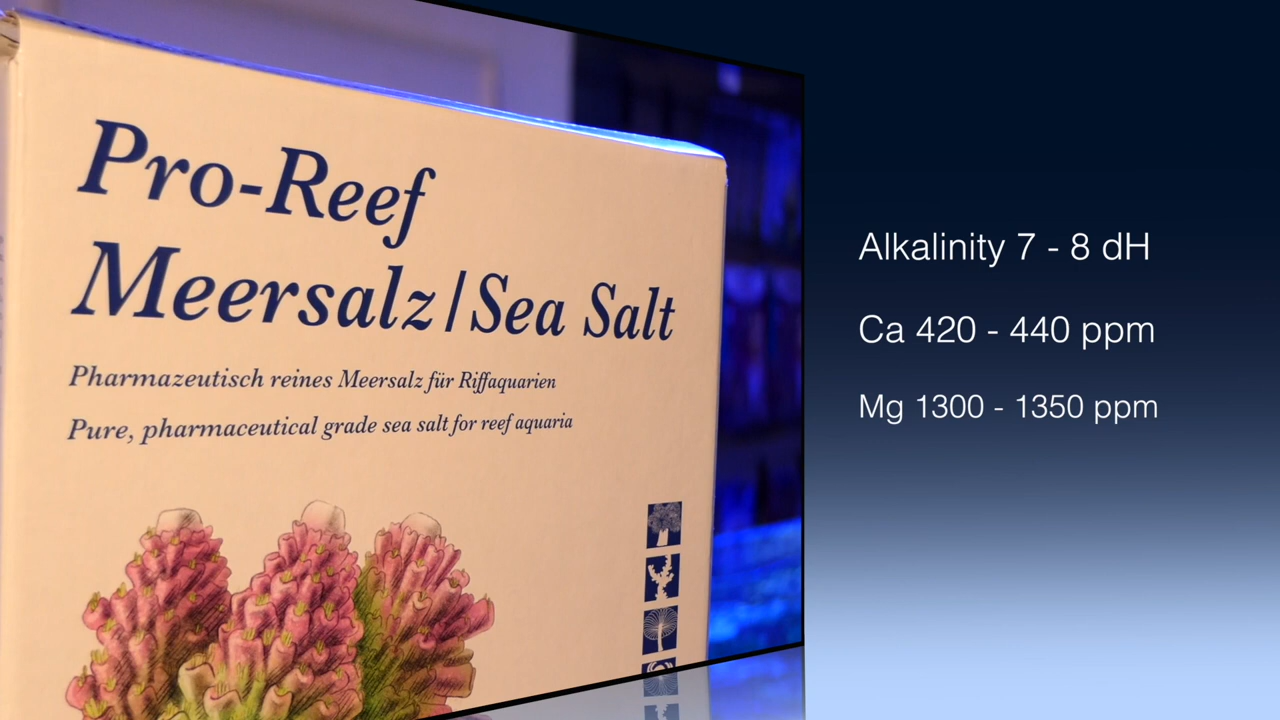 Pro-Reef
Meersalz/Sea Salt
Pharmazeutisch reines Meersalz für Riffaquarien
Pure, pharmaceutical grade sea salt for reef aquaria
Alkalinity 7 - 8 dH
Ca 420 - 440 ppm
Mg 1300 - 1350 ppm